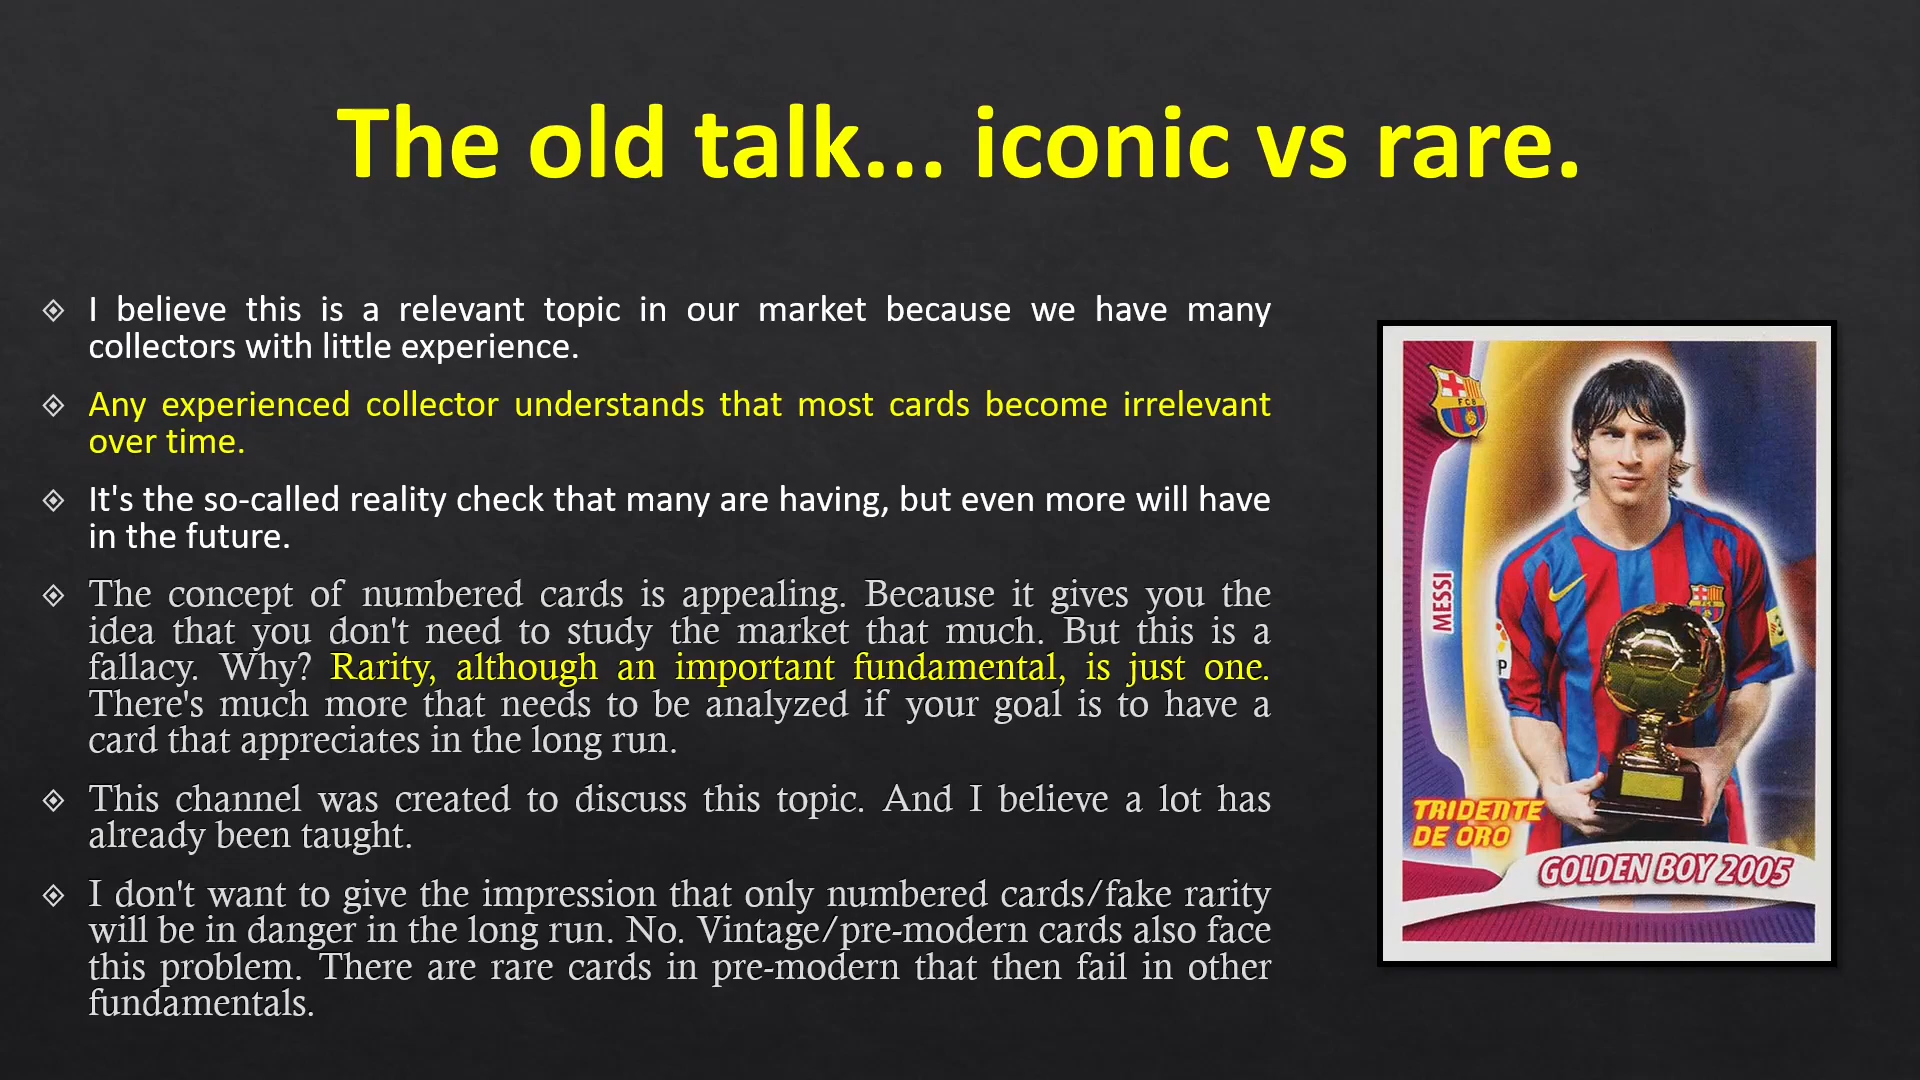 The old talk... iconic vs rare.
I believe this is a relevant topic in our market because we have many
collectors with little experience.
Any experienced collector understands that most cards become irrelevant
over time.
It's the so-called reality check that many are having, but even more will have
in the future.
The concept of numbered cards is appealing. Because it gives you the
idea that you don't need to study the market that much. But this is a
fallacy. Why? Rarity, although an important fundamental, is just one.
There's much more that needs to be analyzed if your goal is to have a
card that appreciates in the long run.
This channel was created to discuss this topic. And I believe a lot has
already been taught.
I don't want to give the impression that only numbered cards/fake rarity
will be in danger in the long run. No. Vintage/pre-modern cards also face
this problem. There are rare cards in pre-modern that then fail in other
fundamentals.
FCB
MESSI
TRIDENTE
DE ORO
GOLDEN BOY 2005